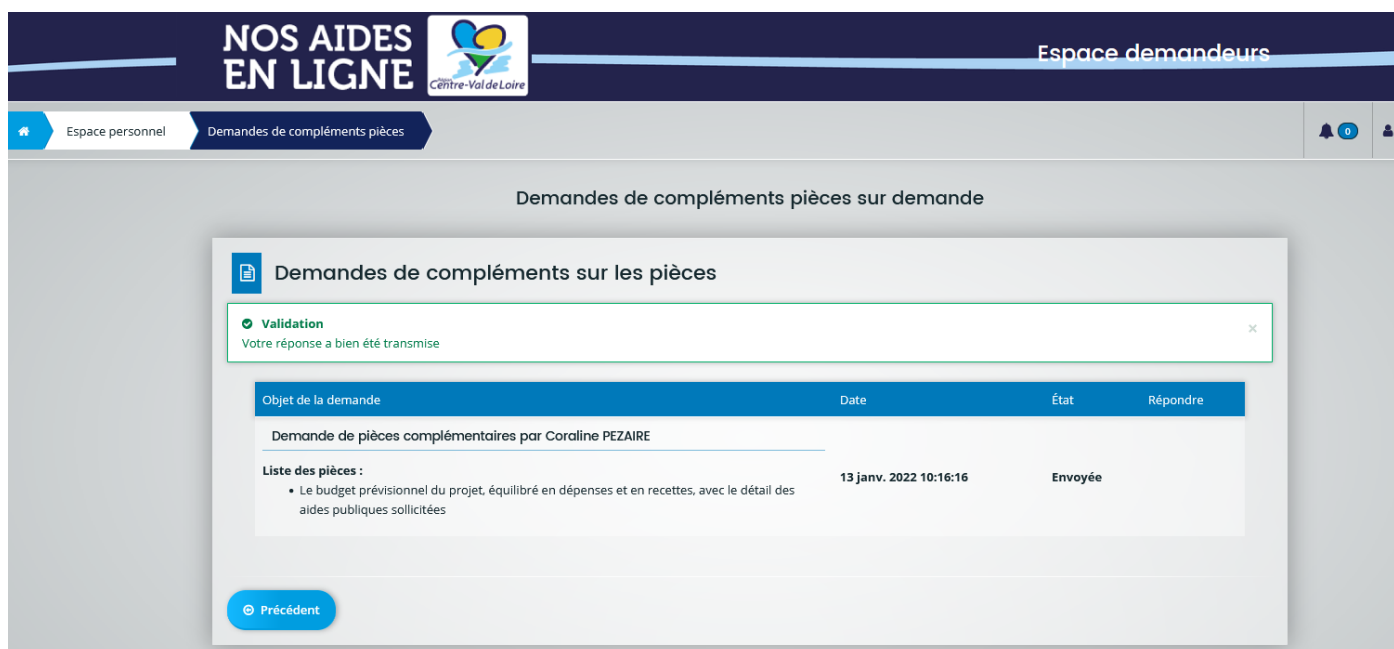 NOS AIDES
EN LIGNE
Centre-Val de Loire
Espace demandeurs
Espace personnel
Demandes de compléments pièces
0
Demandes de compléments pièces sur demande
Demandes de compléments sur les pièces
Validation
Votre réponse a bien été transmise
×
Objet de la demande Date État Répondre
Demande de pièces complémentaires par Coraline PEZAIRE
Liste des pièces :
• Le budget prévisionnel du projet, équilibré en dépenses et en recettes, avec le détail des
aides publiques sollicitées
13 janv. 2022 10:16:16
Envoyée
Précédent